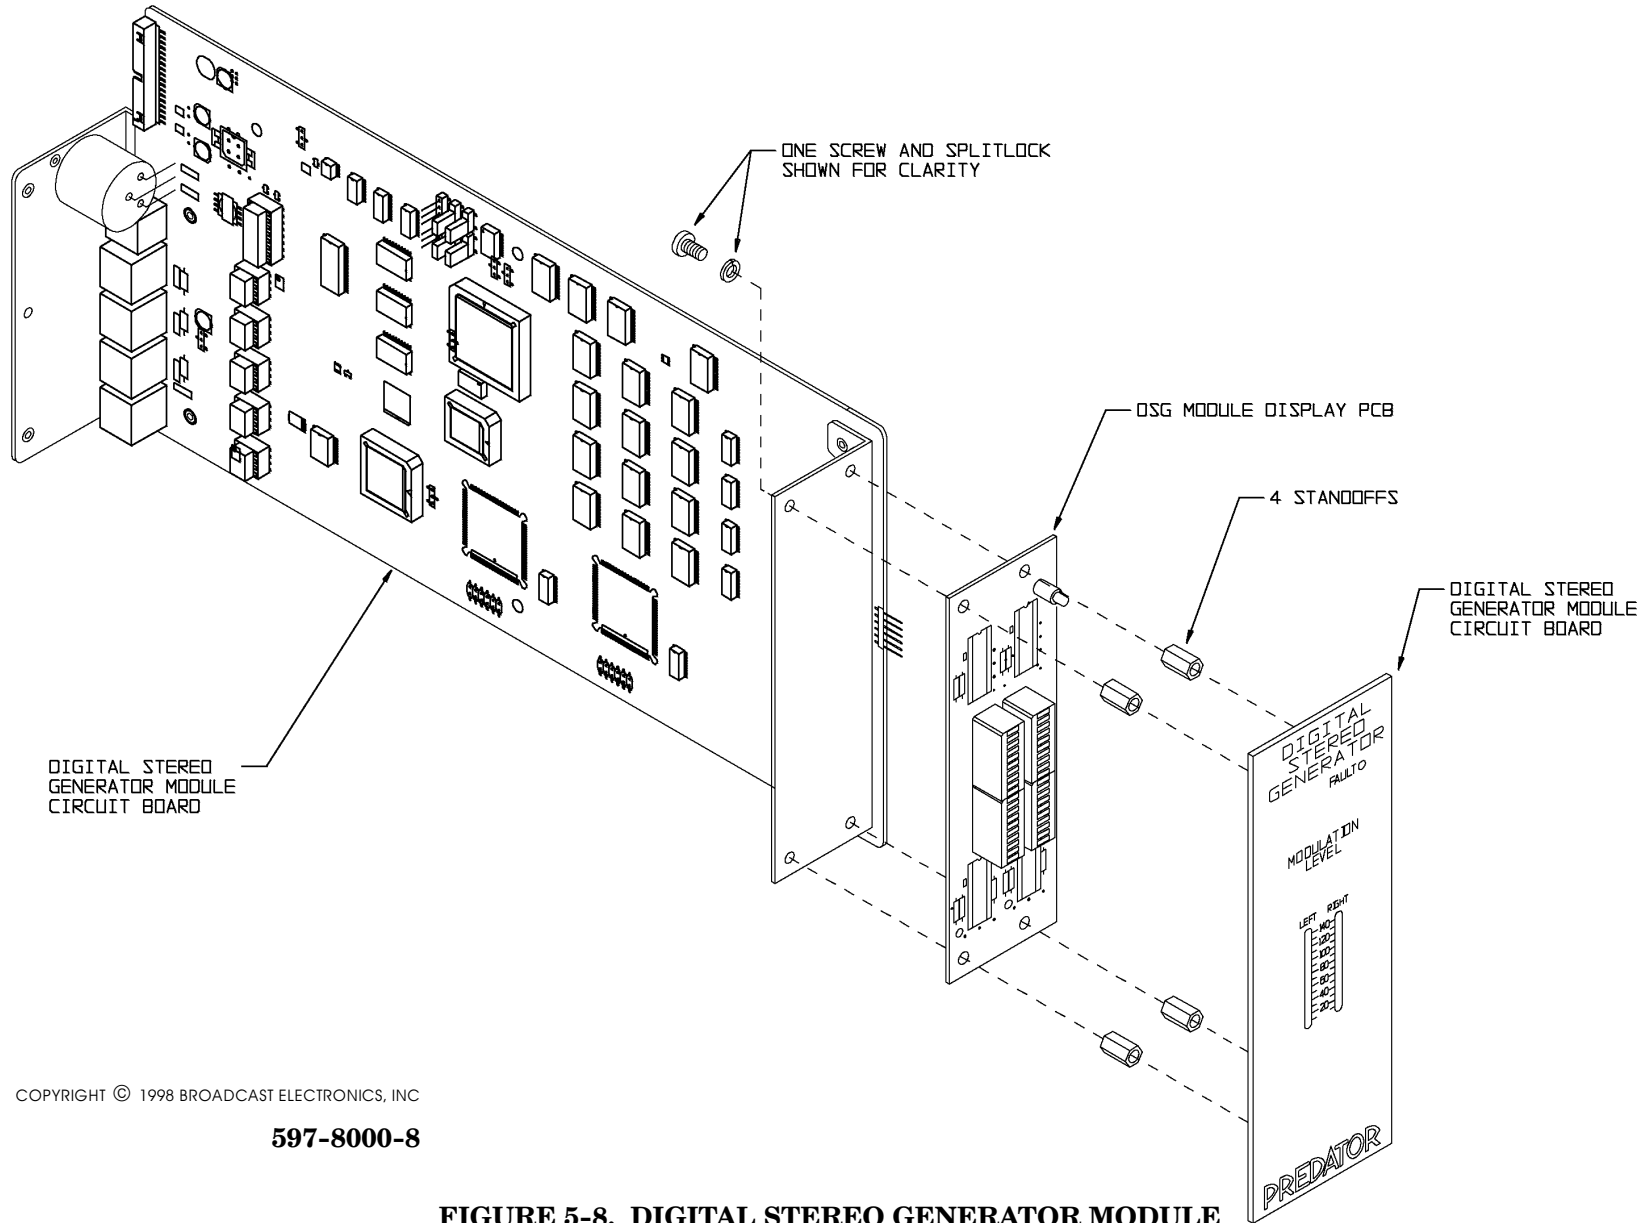 ONE SCREW AND SPLITLOCK
SHOWN FOR CLARITY
DSG MODULE DISPLAY PCB
4 STANDOFFS
DIGITAL STEREO
GENERATOR MODULE
CIRCUIT BOARD
DIGITAL STEREO
GENERATOR MODULE
CIRCUIT BOARD
DIGITAL
STEREO
GENERATOR
FAULT
MODULATION
LEVEL
LEFT RIGHT
140
120
100
80
60
40
20
PREDATOR
COPYRIGHT © 1998 BROADCAST ELECTRONICS, INC
597-8000-8
FIGURE 5-8. DIGITAL STEREO GENERATOR MODULE